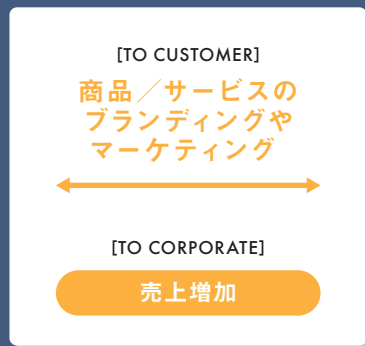 [TO CUSTOMER]
商品／サービスの
ブランディングや
マーケティング
[TO CORPORATE]
売上増加